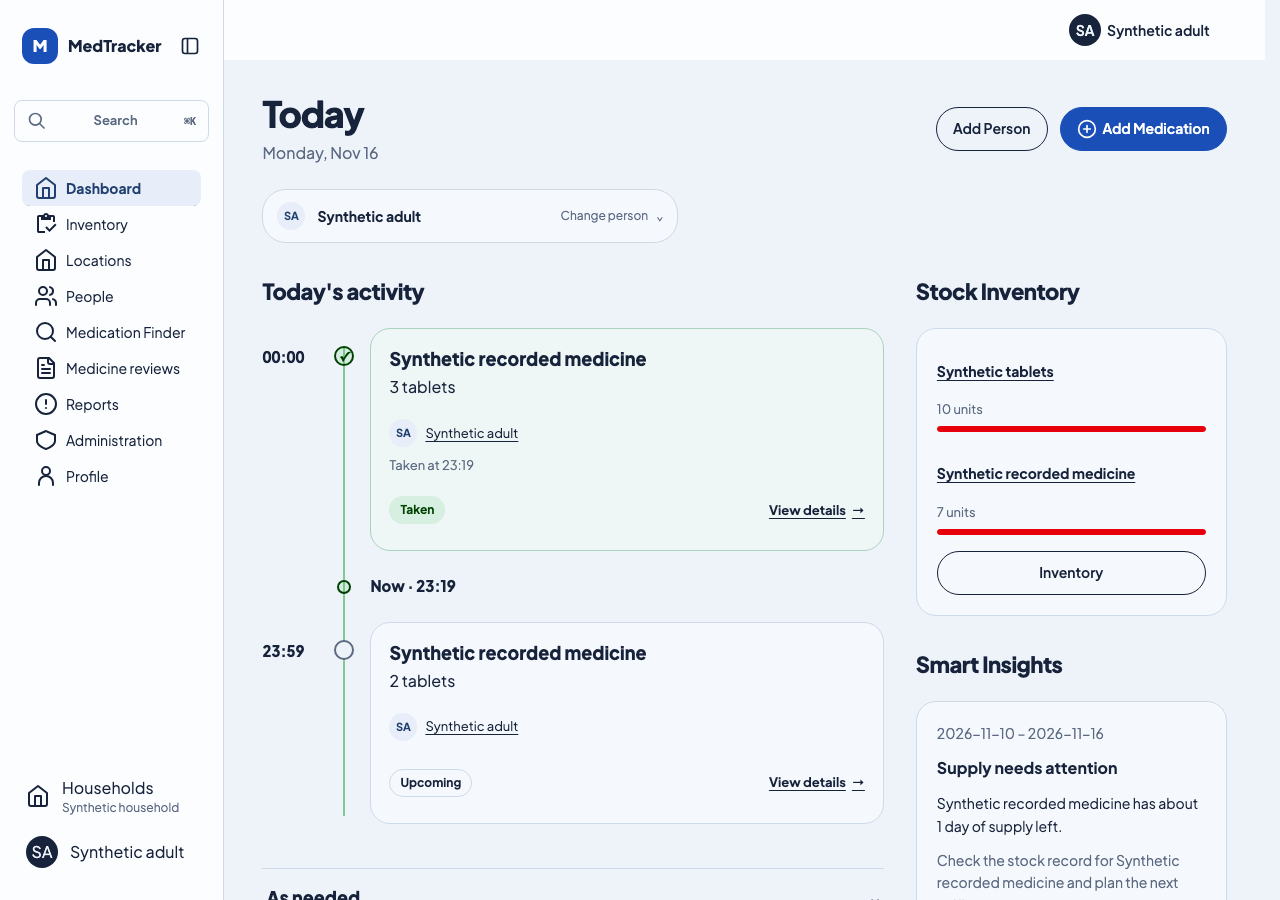 M MedTracker
Search ⌘K
Dashboard
Inventory
Locations
People
Medication Finder
Medicine reviews
Reports
Administration
Profile
Households
Synthetic household
SA Synthetic adult
SA Synthetic adult
Today
Monday, Nov 16
Add Person
Add Medication
SA Synthetic adult Change person
Today's activity
00:00
Synthetic recorded medicine
3 tablets
SA Synthetic adult
Taken at 23:19
Taken
View details →
Now · 23:19
23:59
Synthetic recorded medicine
2 tablets
SA Synthetic adult
Upcoming
View details →
As needed
Stock Inventory
Synthetic tablets
10 units
Synthetic recorded medicine
7 units
Inventory
Smart Insights
2026-11-10 – 2026-11-16
Supply needs attention
Synthetic recorded medicine has about
1 day of supply left.
Check the stock record for Synthetic
recorded medicine and plan the next